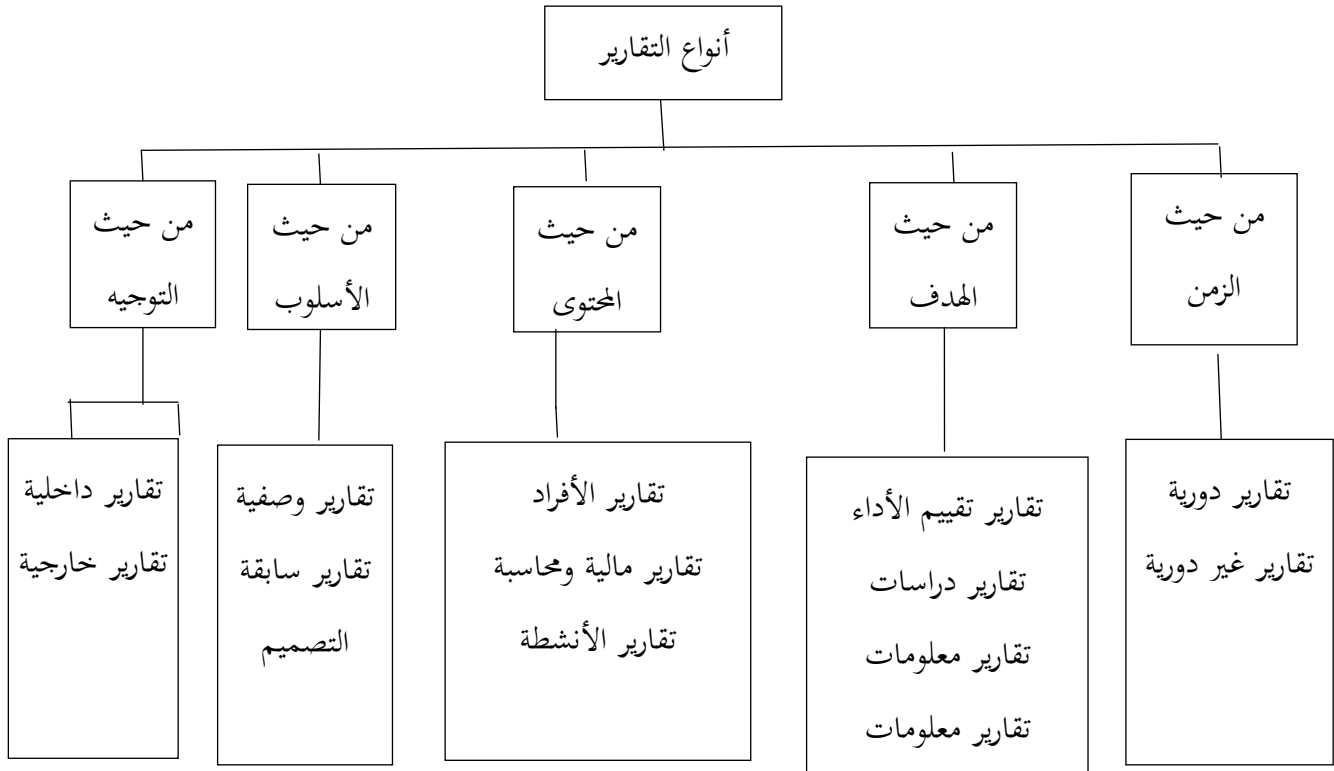 أنواع التقارير
من حيث
الزمن
من حيث
الهدف
من حيث
المحتوى
من حيث
الأسلوب
من حيث
التوجيه
تقارير دورية
تقارير غير دورية
تقارير تقييم الأداء
تقارير دراسات
تقارير معلومات
تقارير معلومات
تقارير الأفراد
تقارير مالية ومحاسبة
تقارير الأنشطة
تقارير وصفية
تقارير سابقة
التصميم
تقارير داخلية
تقارير خارجية